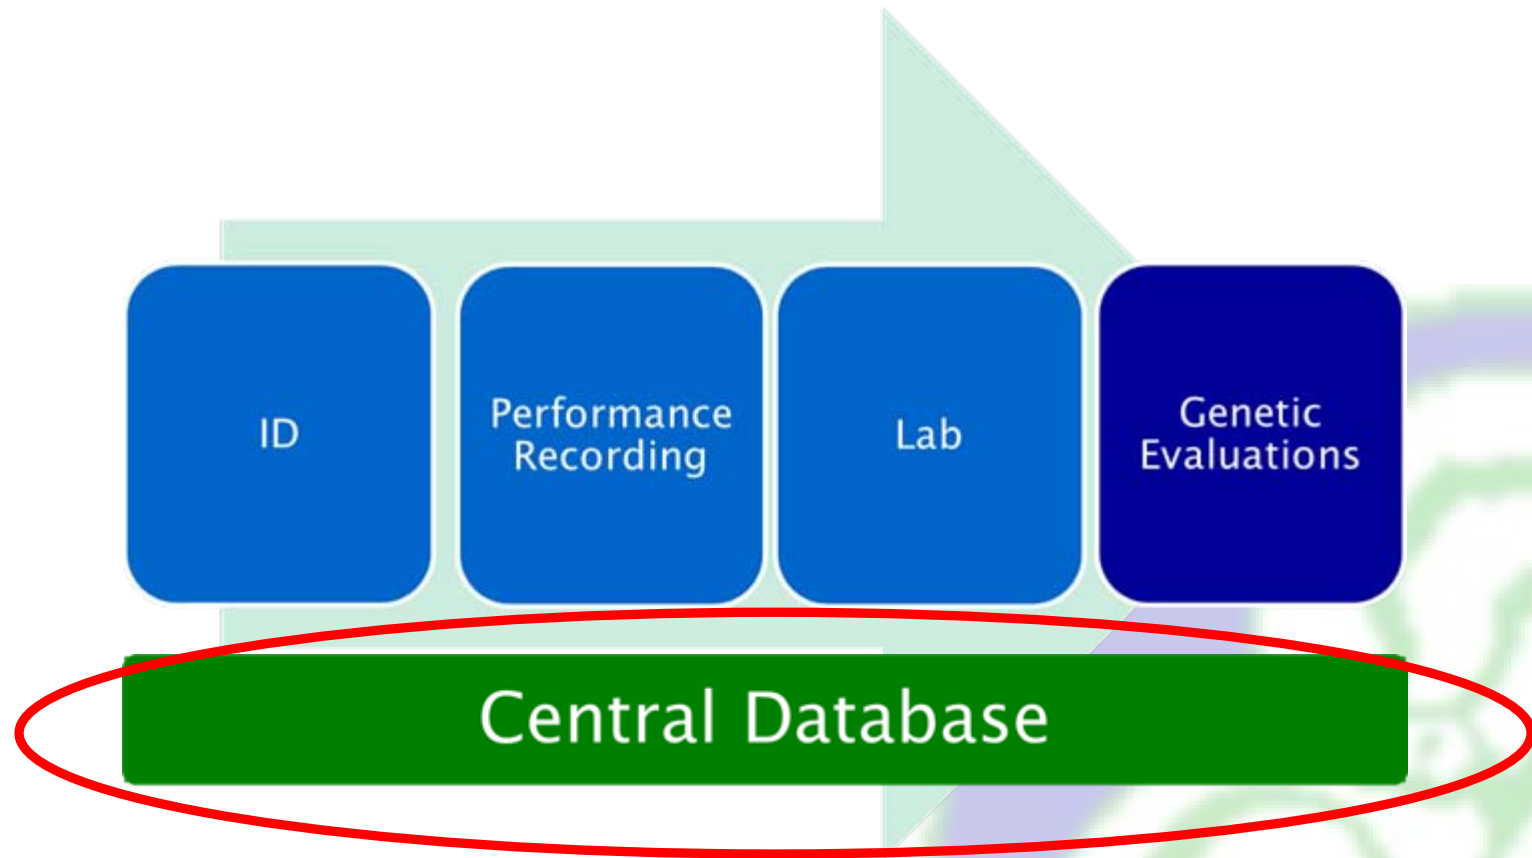 ID
Performance
Recording
Lab
Genetic
Evaluations
Central Database